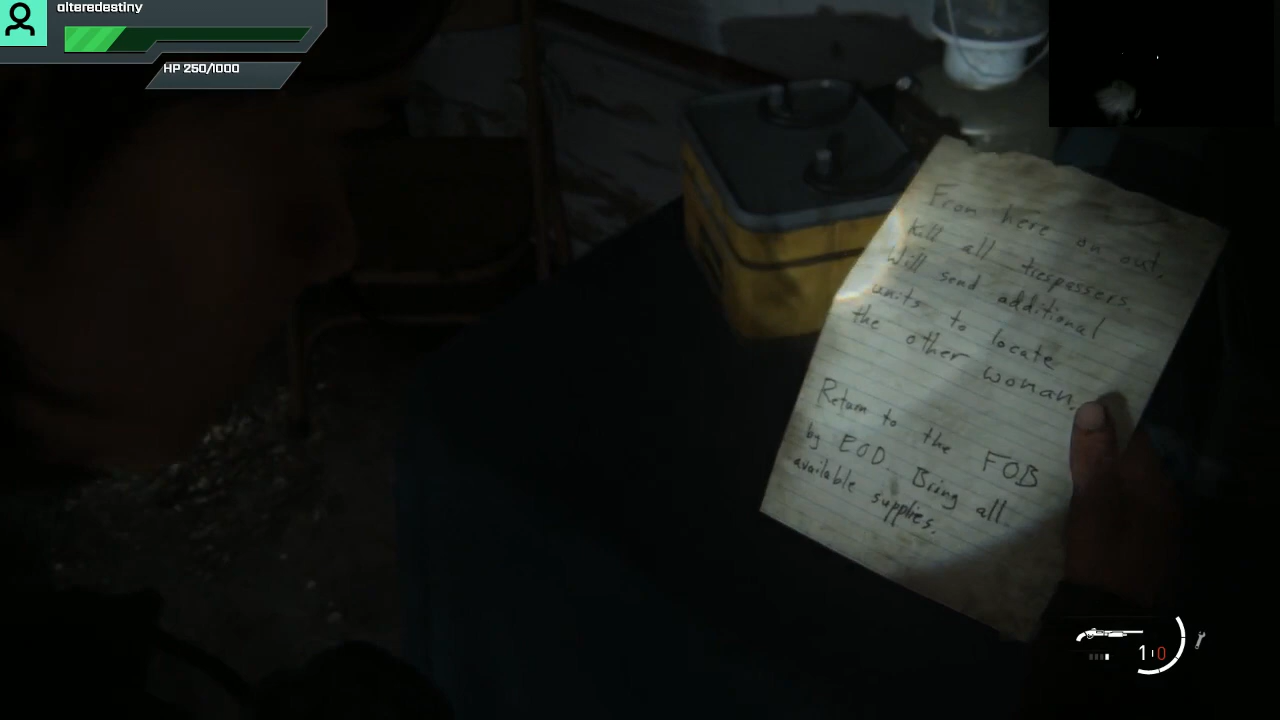 alteredestiny
HP 250/1000
From here on out,
kill all trespassers.
Will send additional
units to locate
the other woman.
Return to the FOB
by EOD. Bring all
available supplies.
1 0